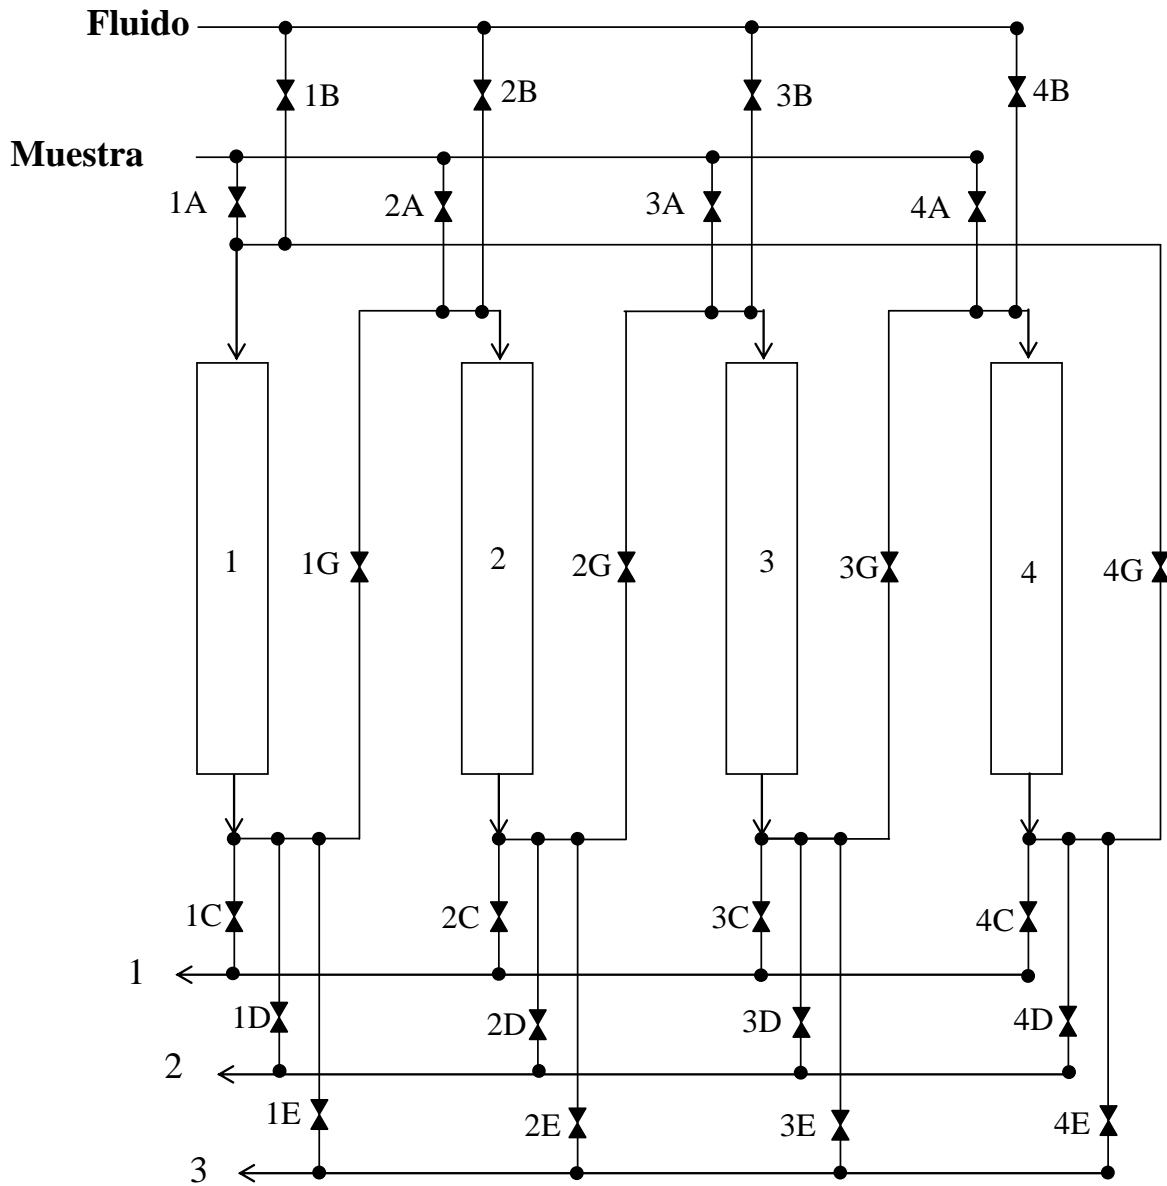 Fluido
1B 2B 3B 4B
Muestra
1A 2A 3A 4A
1 1G 2 2G 3 3G 4 4G
1C 2C 3C 4C
1
1D 2D 3D 4D
2
1E 2E 3E 4E
3